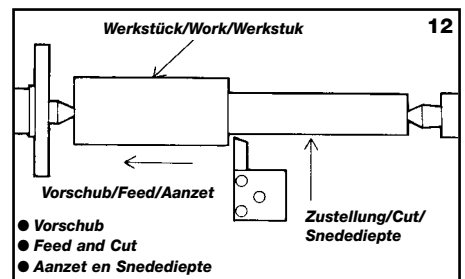 Werkstück/Work/Werkstuk
12
Vorschub/Feed/Aanzet
Zustellung/Cut/
Snedediepte
● Vorschub
● Feed and Cut
● Aanzet en Snedediepte